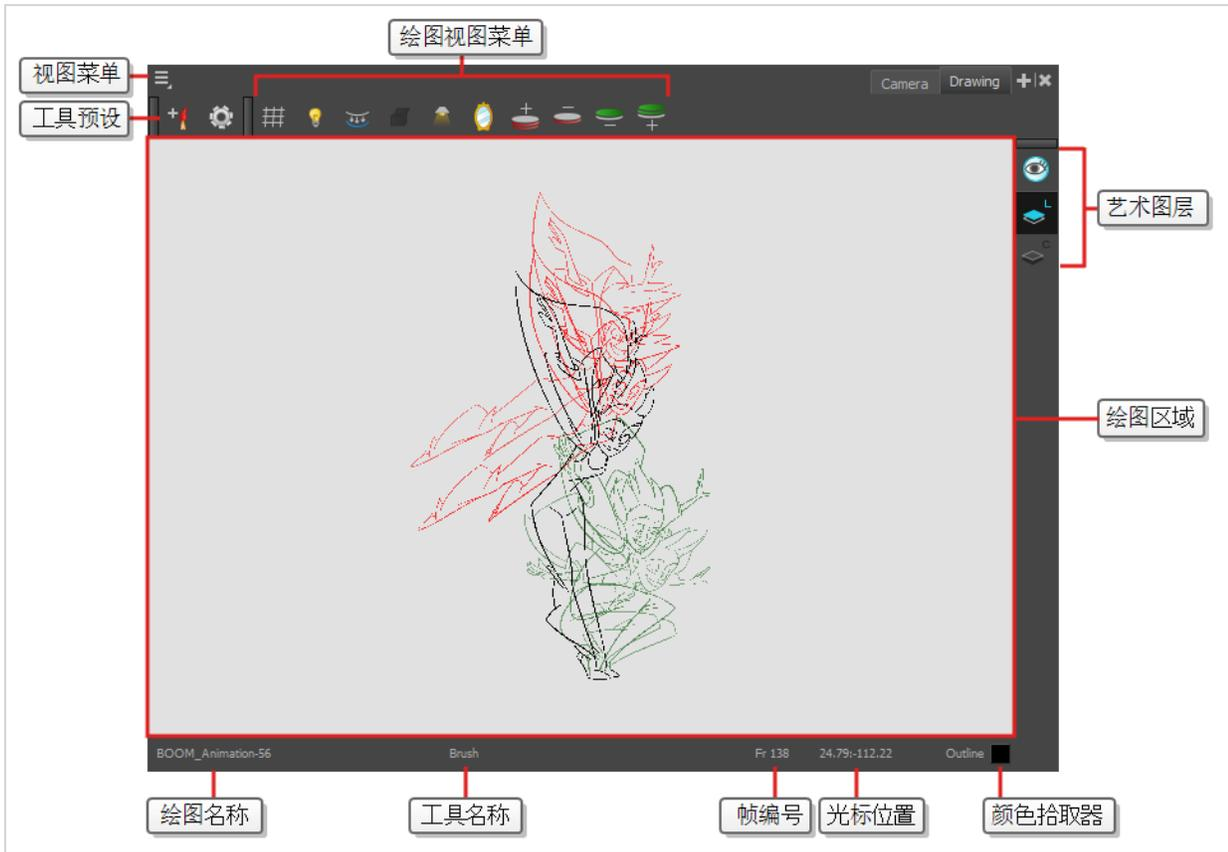 绘图视图菜单
视图菜单
Camera
Drawing
工具预设
L
C
艺术图层
绘图区域
BOOM_Animation-56
Brush
Fr 138
24.79:-112.22
Outline
绘图名称
工具名称
帧编号
光标位置
颜色拾取器